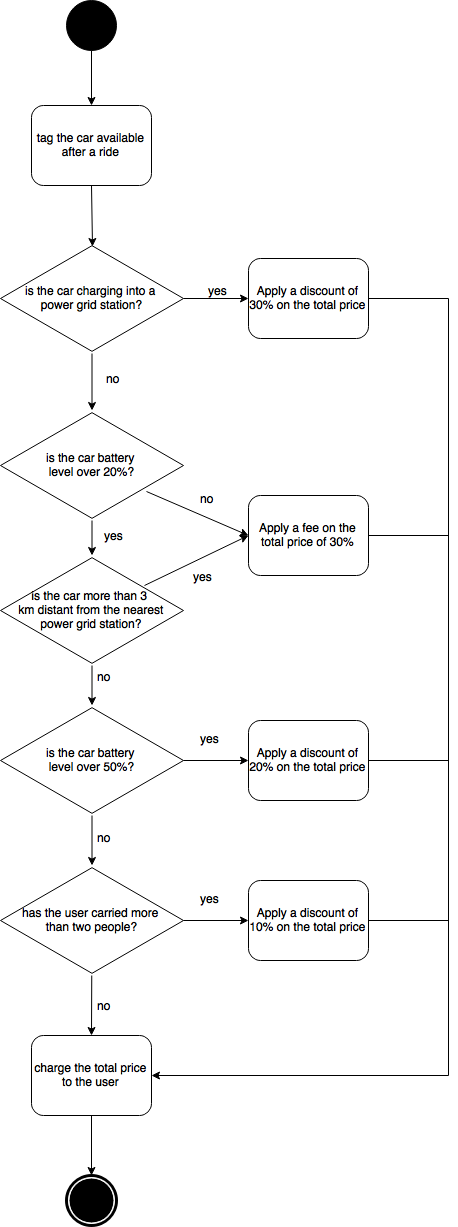 tag the car available
after a ride
is the car charging into a
power grid station?
yes
Apply a discount of
30% on the total price
no
is the car battery
level over 20%?
no
Apply a fee on the
total price of 30%
yes
yes
is the car more than 3
km distant from the nearest
power grid station?
no
is the car battery
level over 50%?
yes
Apply a discount of
20% on the total price
no
has the user carried more
than two people?
yes
Apply a discount of
10% on the total price
no
charge the total price
to the user